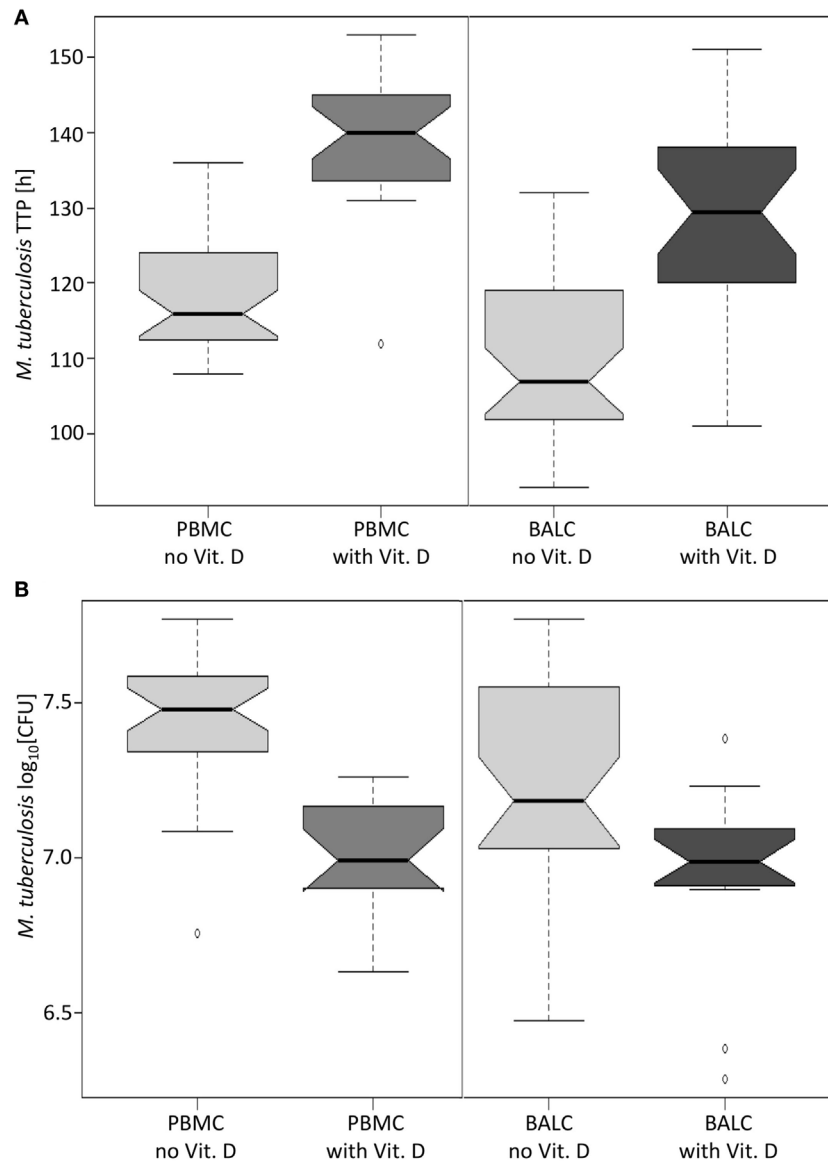 A
M. tuberculosis TTP [h]
150
140
130
120
110
100
PBMC
no Vit. D
PBMC
with Vit. D
BALC
no Vit. D
BALC
with Vit. D
B
M. tuberculosis log10[CFU]
7.5
7.0
6.5
PBMC
no Vit. D
PBMC
with Vit. D
BALC
no Vit. D
BALC
with Vit. D